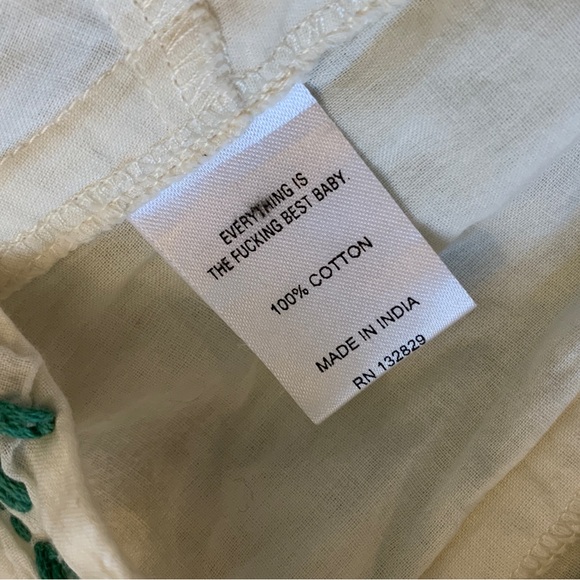 EVERYTHING IS
THE FUCKING BEST BABY.
100% COTTON
MADE IN INDIA
RN 132829